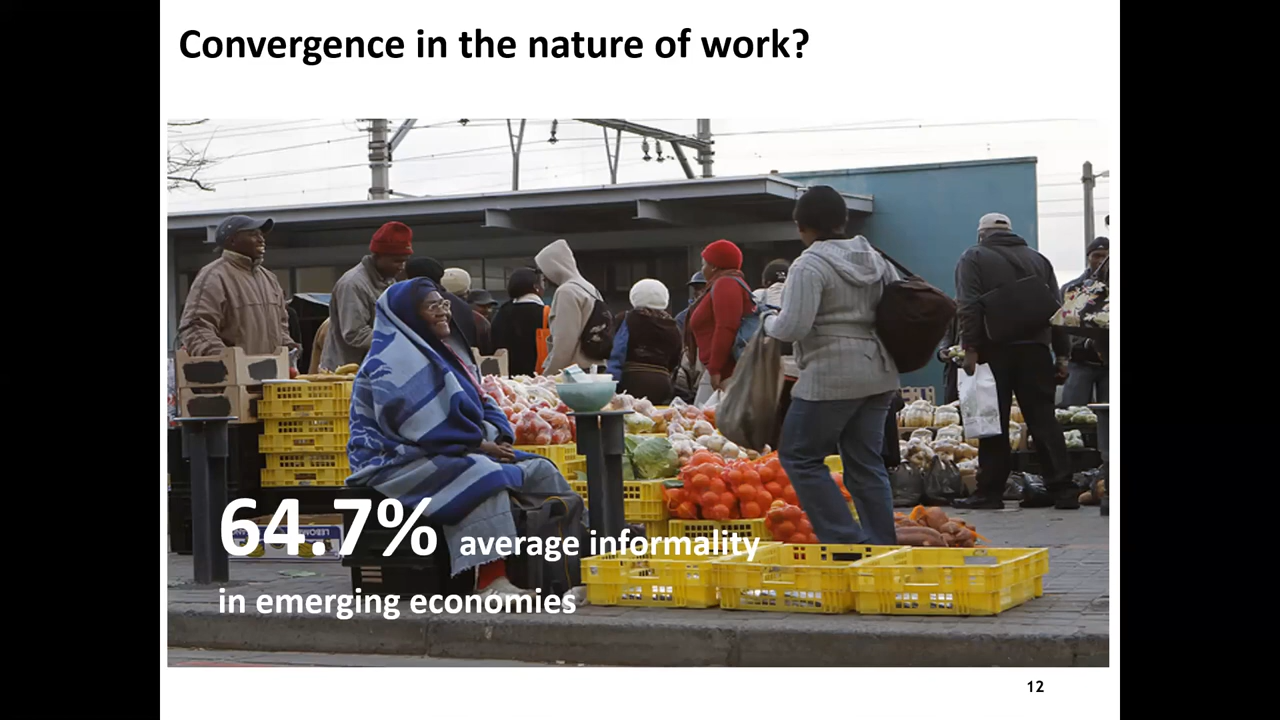 Convergence in the nature of work?
64.7% average informality
in emerging economies
12